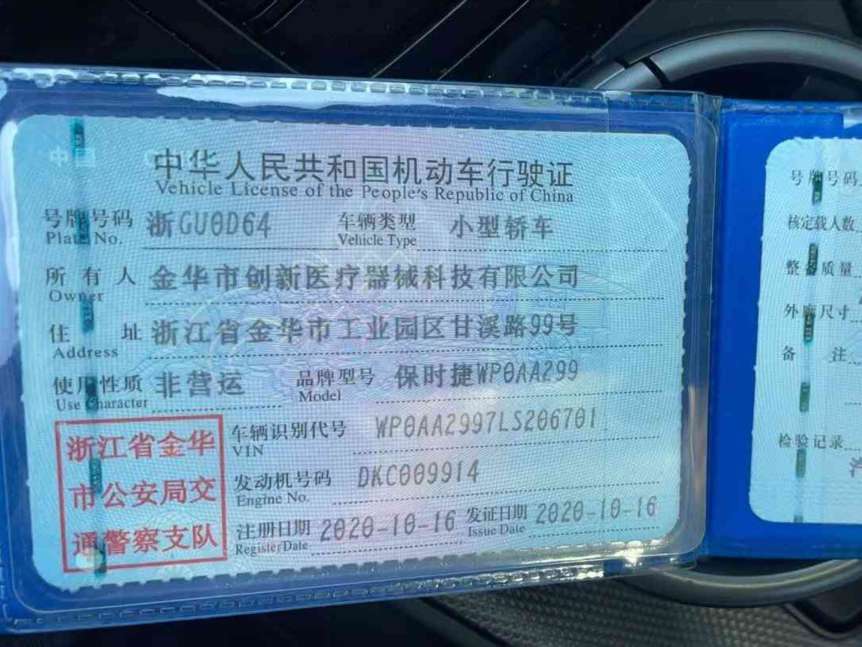 中华人民共和国机动车行驶证
Vehicle License of the People's Republic of China
号牌号码 浙GU0D64 车辆类型 小型轿车
Plate No. Vehicle Type
所有人 金华市创新医疗器械科技有限公司
Owner
住址 浙江省金华市工业园区甘溪路99号
Address
使用性质 非营运 品牌型号 保时捷WP0AA299
Use Character Model
浙江省金华
市公安局交
通警察支队
车辆识别代号 WP0AA2997LS206701
VIN
发动机号码 DKC009914
Engine No.
注册日期 2020-10-16 发证日期 2020-10-16
Register Date Issue Date
号牌号码
核定载人数
整备质量
外廓尺寸
备注
检验记录